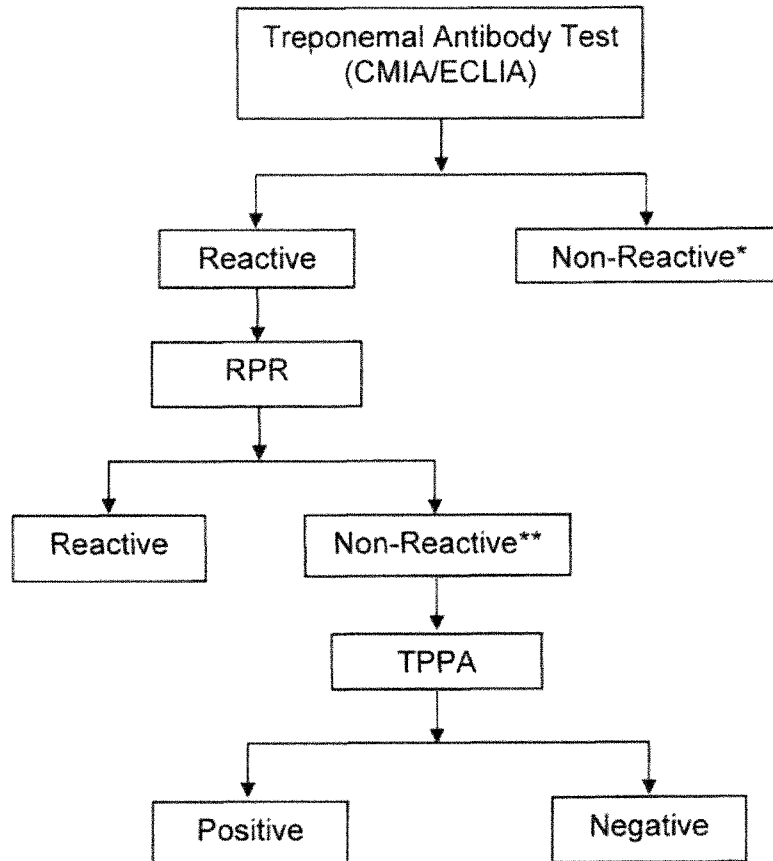 Treponemal Antibody Test
(CMIA/ECLIA)
Reactive
Non-Reactive*
RPR
Reactive
Non-Reactive**
TPPA
Positive
Negative